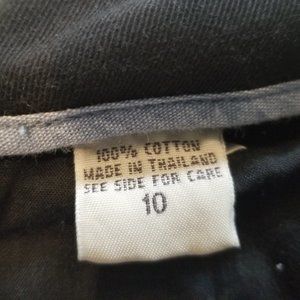 100% COTTON
MADE IN THAILAND
SEE SIDE FOR CARE
10